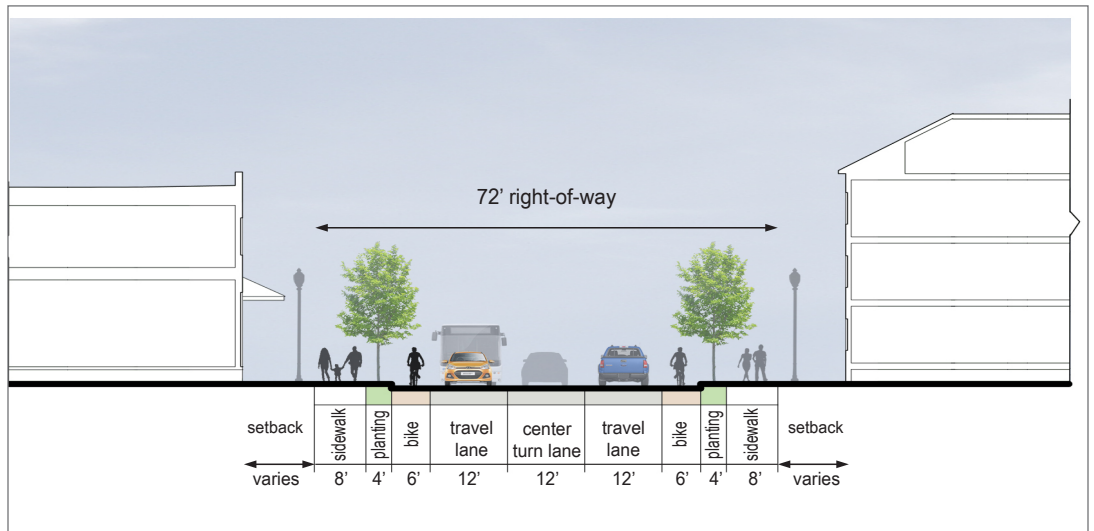 72’ right-of-way
setback
sidewalk
planting
bike
travel
lane
center
turn lane
travel
lane
bike
planting
sidewalk
setback
varies
8’
4’
6’
12’
12’
12’
6’
4’
8’
varies